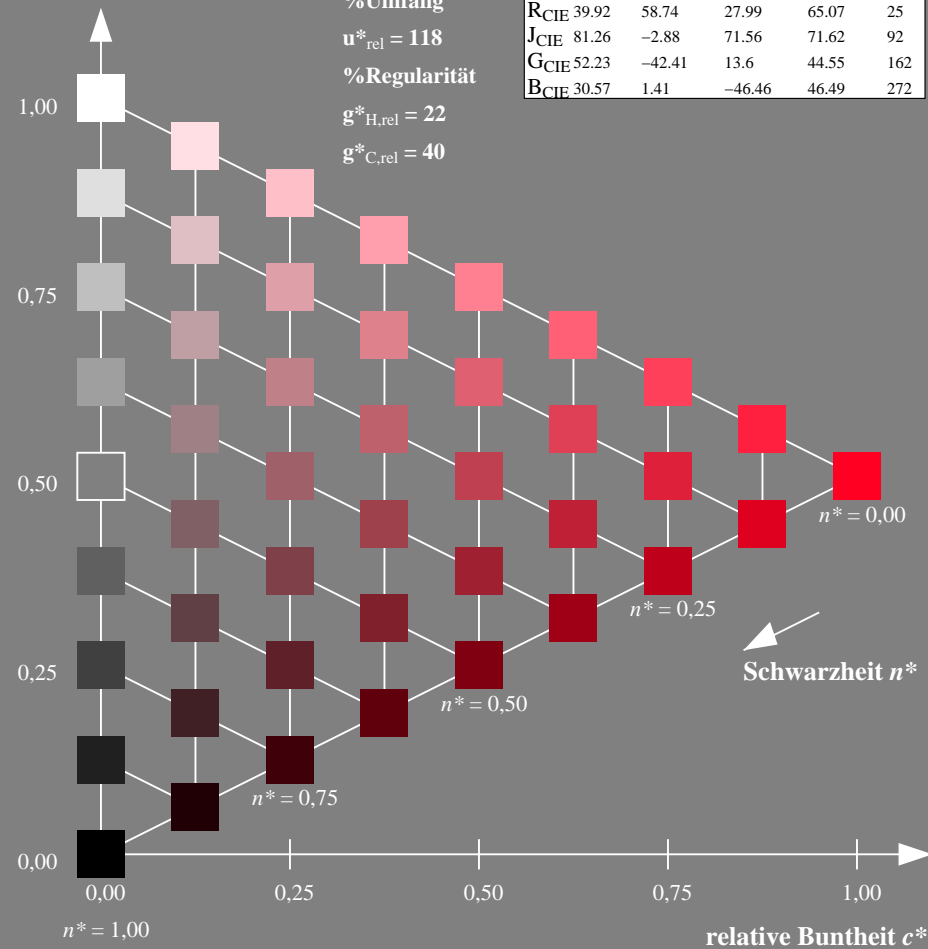 %Umfang
u*rel = 118
%Regularität
g*H,rel = 22
g*C,rel = 40
RCIE 39.92 58.74 27.99 65.07 25
JCIE 81.26 −2.88 71.56 71.62 92
GCIE 52.23 −42.41 13.6 44.55 162
BCIE 30.57 1.41 −46.46 46.49 272
1,00
0,75
0,50
0,25
0,00
n* = 0,00
n* = 0,25
Schwarzheit n*
n* = 0,50
n* = 0,75
0,00 0,25 0,50 0,75 1,00
n* = 1,00
relative Buntheit c*